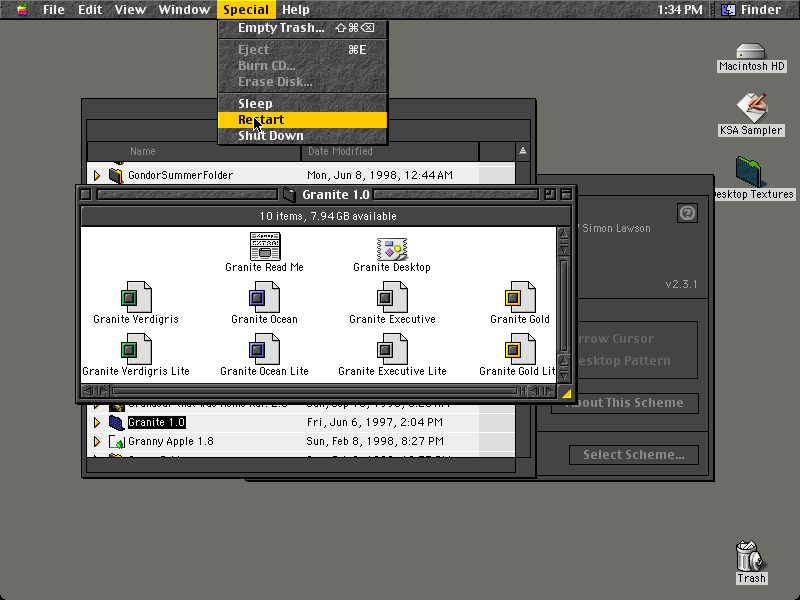 File Edit View Window Special Help 1:34 PM Finder
Empty Trash... ⇧⌘⌫
Eject ⌘E
Burn CD...
Erase Disk...
Sleep
Restart
Shut Down
Macintosh HD
KSA Sampler
esktop Textures
Name Date Modified
GondorSummerFolder Mon, Jun 8, 1998, 12:44 AM
Granite 1.0
10 items, 7.94 GB available
Granite Read Me Granite Desktop
Granite Verdigris Granite Ocean Granite Executive Granite Gold
Granite Verdigris Lite Granite Ocean Lite Granite Executive Lite Granite Gold Lit
Simon Lawson
v2.3.1
rrow Cursor
esktop Pattern
About This Scheme
Select Scheme...
Granite 1.0 Fri, Jun 6, 1997, 2:04 PM
Granny Apple 1.8 Sun, Feb 8, 1998, 8:27 PM
Trash